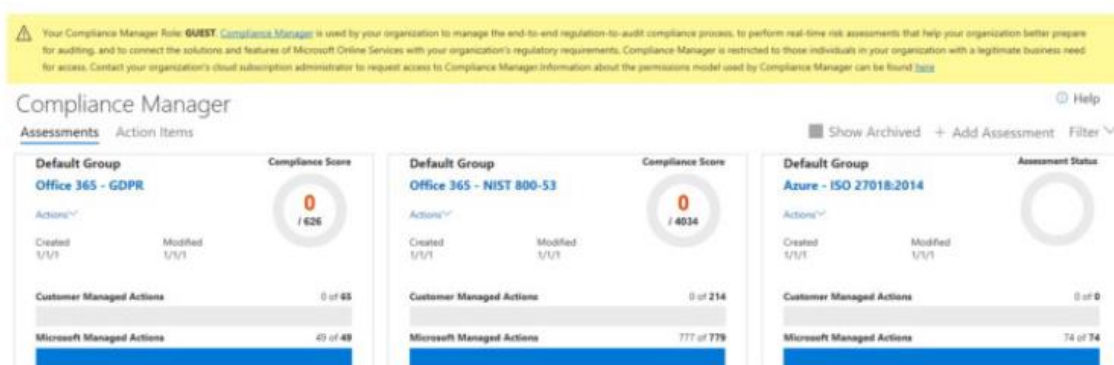 Your Compliance Manager Role: GUEST. Compliance Manager is used by your organization to manage the end-to-end regulation-to-audit compliance process, to perform real-time risk assessments that help your organization better prepare
for auditing, and to connect the solutions and features of Microsoft Online Services with your organization's regulatory requirements. Compliance Manager is restricted to those individuals in your organization with a legitimate business need
for access. Contact your organization's cloud subscription administrator to request access to Compliance Manager.Information about the permissions model used by Compliance Manager can be found here
Compliance Manager
Help
Assessments Action Items
Show Archived + Add Assessment Filter
Default Group Compliance Score
Office 365 - GDPR
0
/ 626
Actions
Created Modified
1/1/1 1/1/1
Customer Managed Actions 0 of 65
Microsoft Managed Actions 49 of 49
Default Group Compliance Score
Office 365 - NIST 800-53
0
/ 4034
Actions
Created Modified
1/1/1 1/1/1
Customer Managed Actions 0 of 214
Microsoft Managed Actions 777 of 779
Default Group Assessment Status
Azure - ISO 27018:2014
Actions
Created Modified
1/1/1 1/1/1
Customer Managed Actions 0 of 0
Microsoft Managed Actions 74 of 74